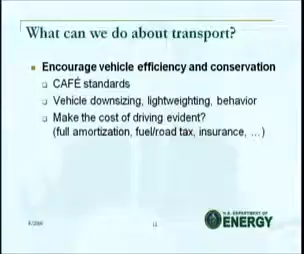 What can we do about transport?
Encourage vehicle efficiency and conservation
CAFÉ standards
Vehicle downsizing, lightweighting, behavior
Make the cost of driving evident?
(full amortization, fuel/road tax, insurance, …)
U.S. DEPARTMENT OF
ENERGY